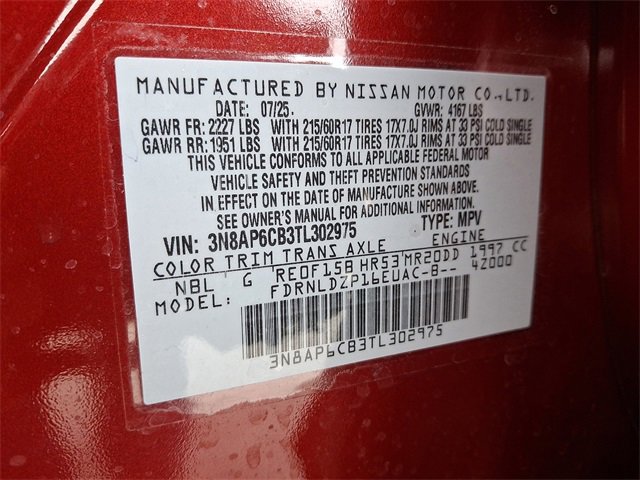 MANUFACTURED BY NISSAN MOTOR CO., LTD.
DATE: 07/25 GVWR: 4167 LBS
GAWR FR: 2227 LBS WITH 215/60R17 TIRES 17X7.0J RIMS AT 33 PSI COLD SINGLE
GAWR RR: 1951 LBS WITH 215/60R17 TIRES 17X7.0J RIMS AT 33 PSI COLD SINGLE
THIS VEHICLE CONFORMS TO ALL APPLICABLE FEDERAL MOTOR
VEHICLE SAFETY AND THEFT PREVENTION STANDARDS
IN EFFECT ON THE DATE OF MANUFACTURE SHOWN ABOVE.
SEE OWNER'S MANUAL FOR ADDITIONAL INFORMATION.
VIN: 3N8AP6CB3TL302975 TYPE: MPV
COLOR TRIM TRANS AXLE ENGINE
NBL G RE0F15B HR53 MR20DD 1997 CC
MODEL: FDRNLDZP16EUAC-B-- 4Z000
3N8AP6CB3TL302975